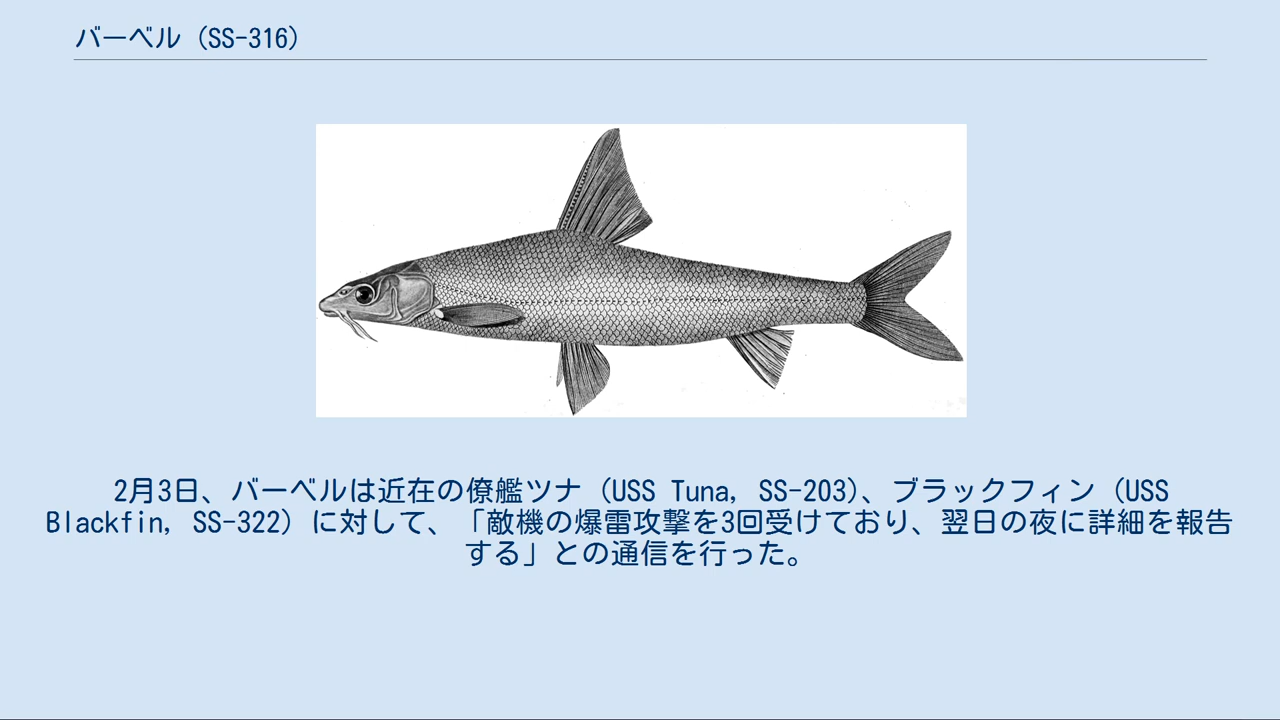 バーベル (SS-316)
2月3日、バーベルは近在の僚艦ツナ（USS Tuna, SS-203)、ブラックフィン（USS
Blackfin, SS-322）に対して、「敵機の爆雷攻撃を3回受けており、翌日の夜に詳細を報告
する」との通信を行った。